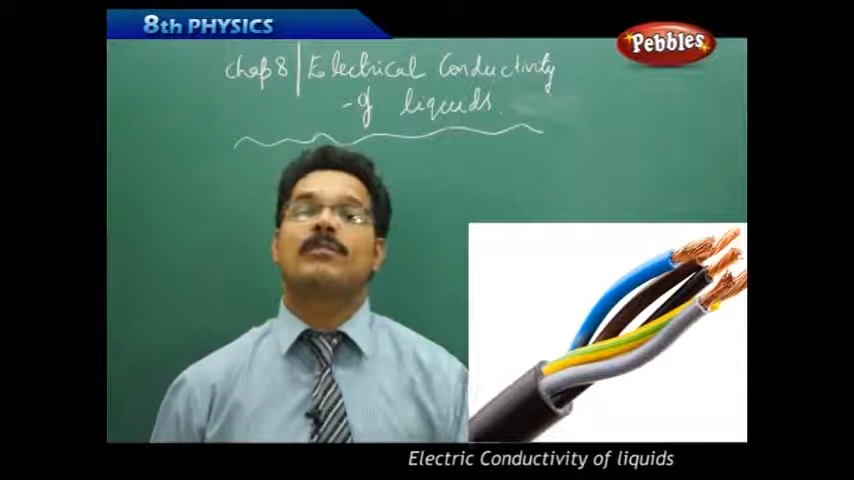 8th PHYSICS
Pebbles
Chap 8 | Electrical Conductivity
of liquids.
Electric Conductivity of liquids